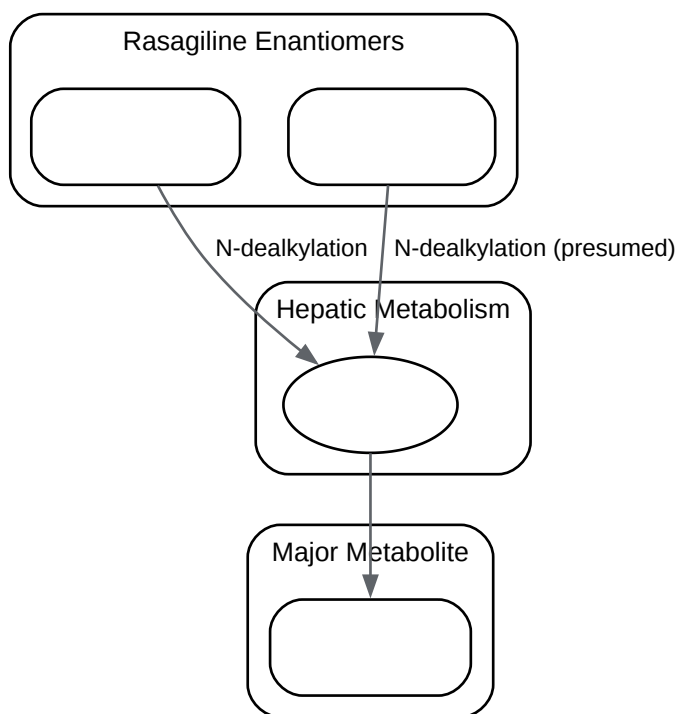 Rasagiline Enantiomers
N-dealkylation
N-dealkylation (presumed)
Hepatic Metabolism
Major Metabolite